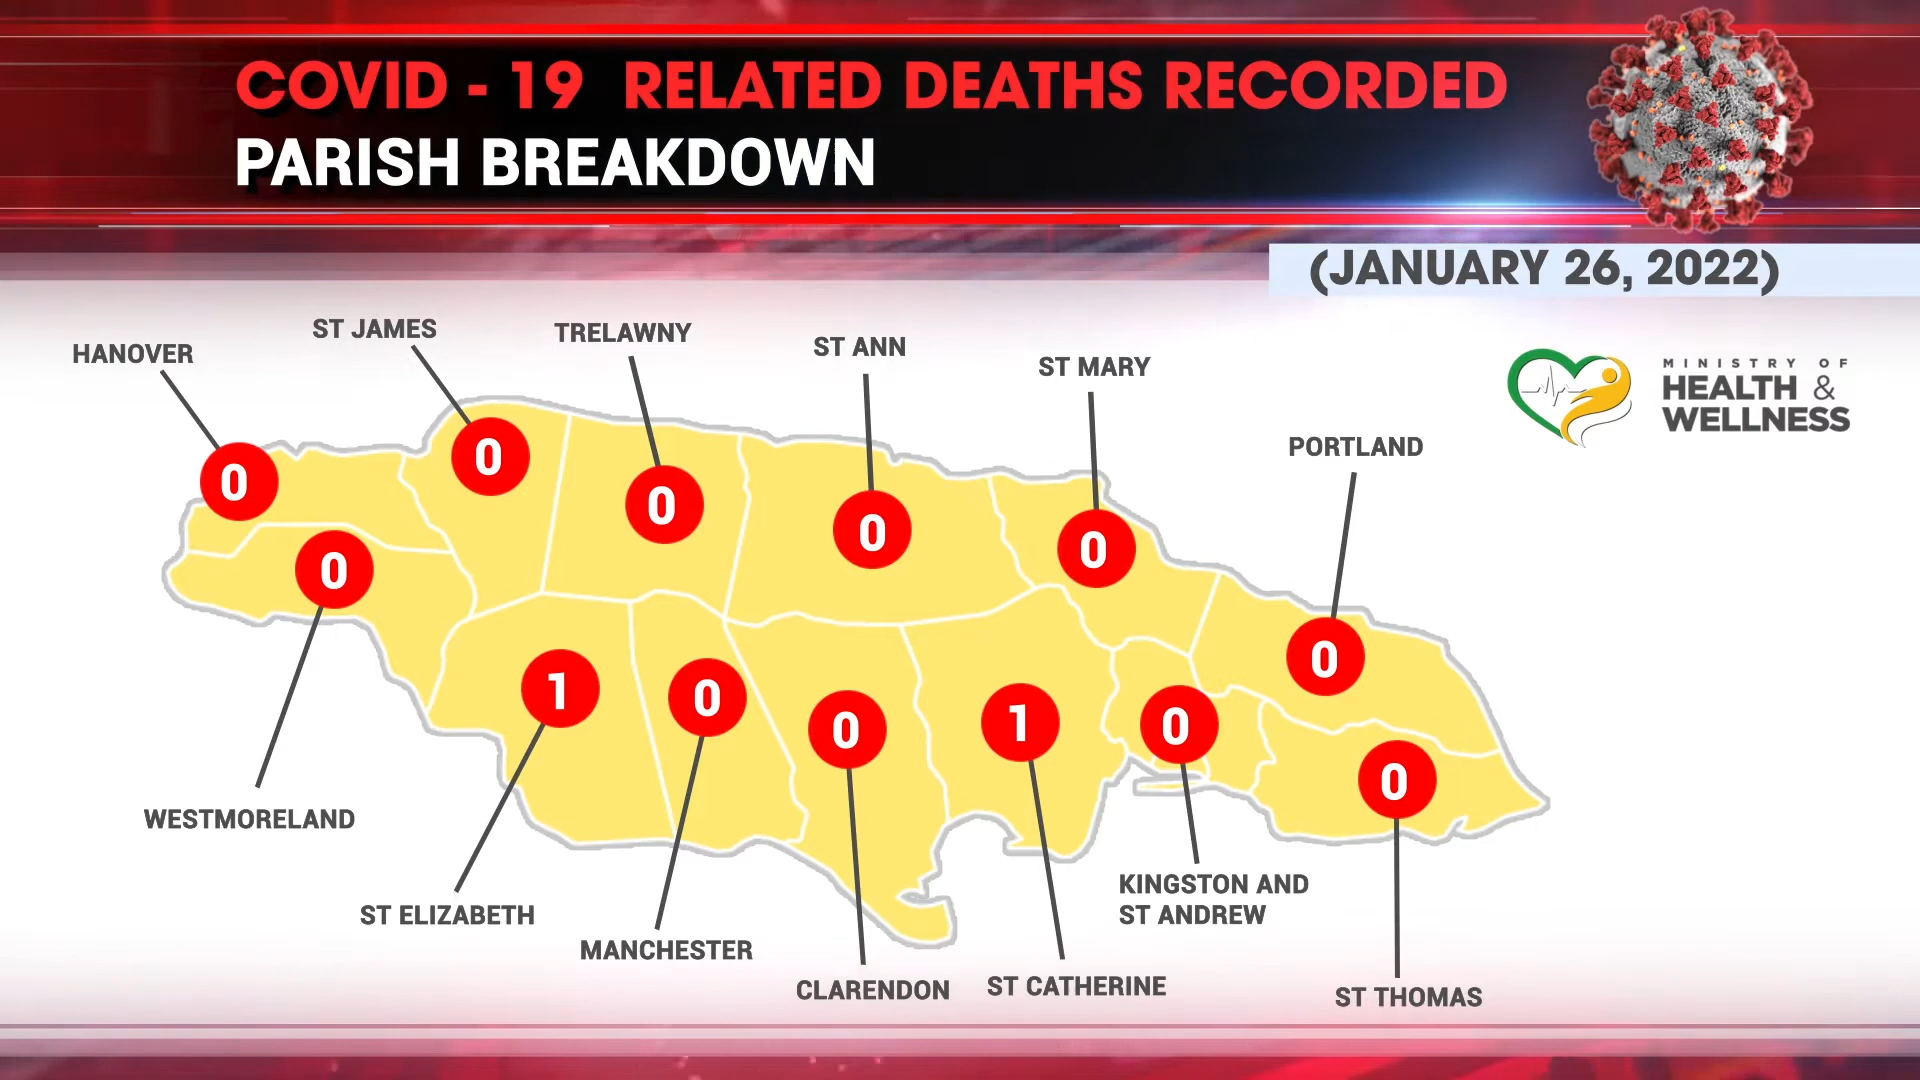 COVID - 19 RELATED DEATHS RECORDED
PARISH BREAKDOWN
(JANUARY 26, 2022)
MINISTRY OF
HEALTH &
WELLNESS
HANOVER
ST JAMES
TRELAWNY
ST ANN
ST MARY
PORTLAND
0
0
0
0
0
0
0
1
0
0
1
0
0
WESTMORELAND
ST ELIZABETH
MANCHESTER
CLARENDON
ST CATHERINE
KINGSTON AND
ST ANDREW
ST THOMAS